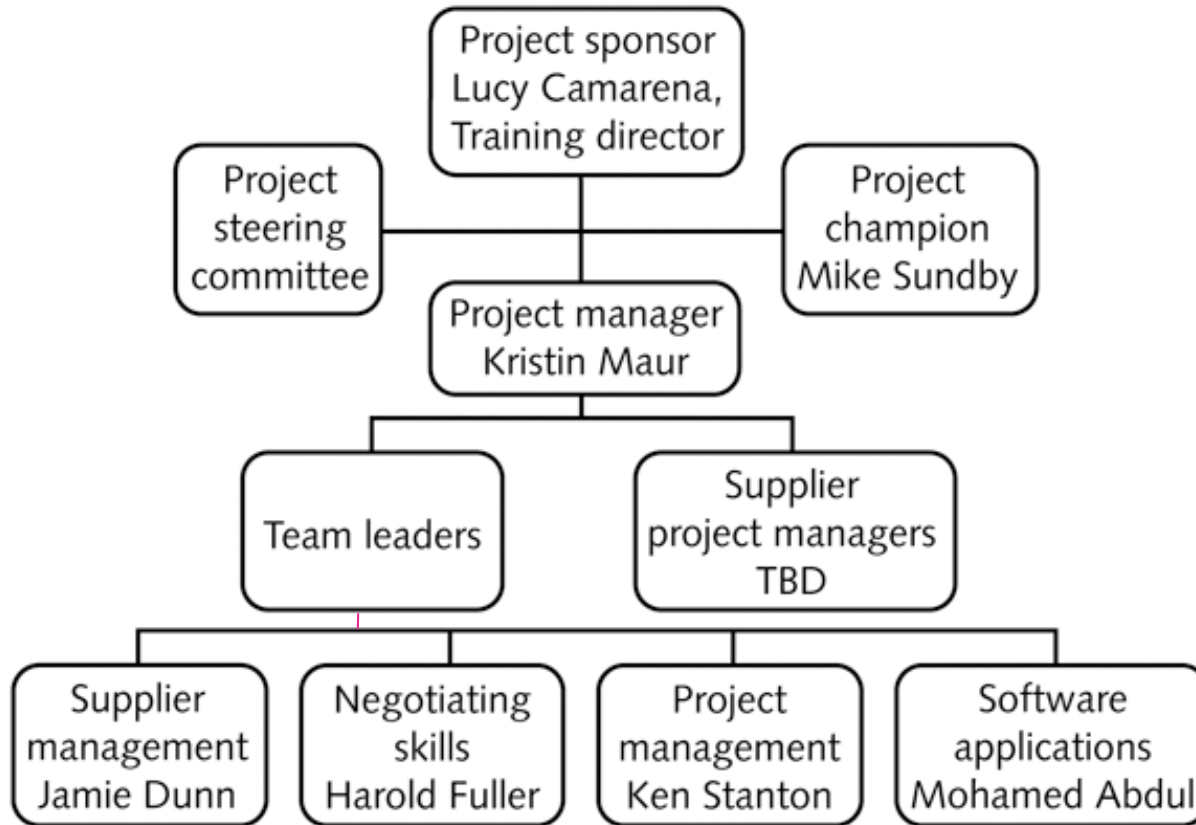 Project sponsor
Lucy Camarena,
Training director
Project
steering
committee
Project
champion
Mike Sundby
Project manager
Kristin Maur
Team leaders
Supplier
project managers
TBD
Supplier
management
Jamie Dunn
Negotiating
skills
Harold Fuller
Project
management
Ken Stanton
Software
applications
Mohamed Abdul